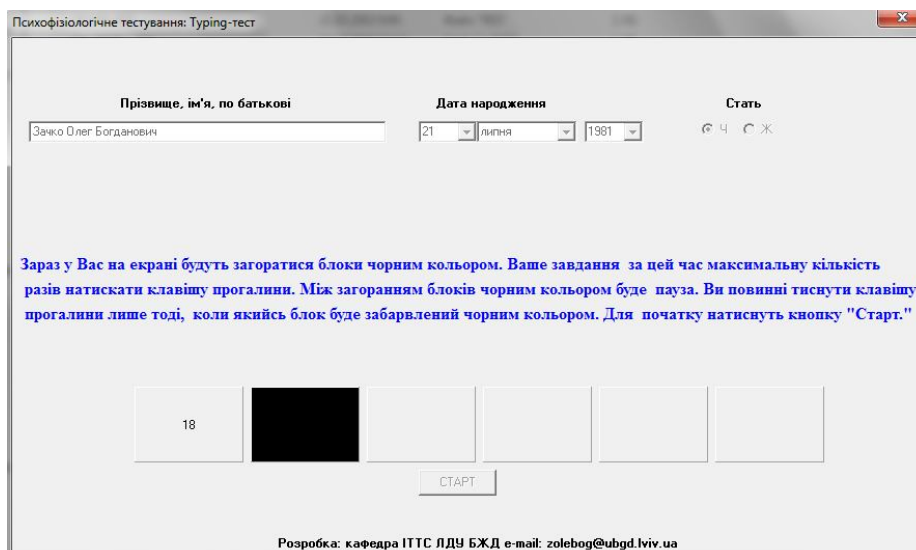 Психофізіологічне тестування: Typing-тест
Прізвище, ім'я, по батькові Дата народження Стать
Зачко Олег Богданович 21 липня 1981 Ч Ж
Зараз у Вас на екрані будуть загоратися блоки чорним кольором. Ваше завдання за цей час максимальну кількість
разів натискати клавішу прогалини. Між загоранням блоків чорним кольором буде пауза. Ви повинні тиснути клавішу
прогалини лише тоді, коли якийсь блок буде забарвлений чорним кольором. Для початку натиснуть кнопку "Старт."
18
СТАРТ
Розробка: кафедра ІТТС ЛДУ БЖД e-mail: zolebog@ubgd.lviv.ua